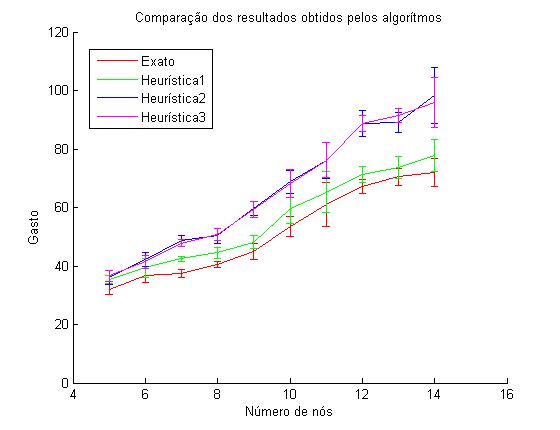 Comparação dos resultados obtidos pelos algorítmos
120
100
80
60
40
20
0
Gasto
Exato
Heurística1
Heurística2
Heurística3
4 6 8 10 12 14 16
Número de nós